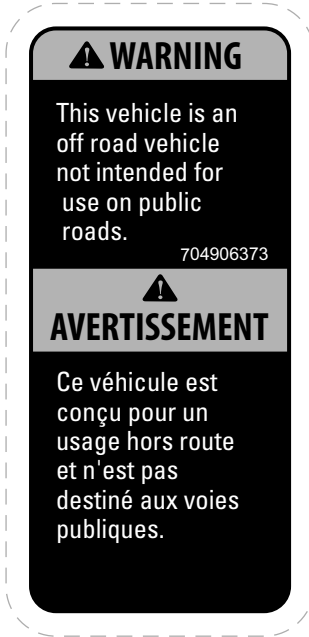 WARNING
This vehicle is an
off road vehicle
not intended for
use on public
roads.
704906373
AVERTISSEMENT
Ce véhicule est
conçu pour un
usage hors route
et n'est pas
destiné aux voies
publiques.